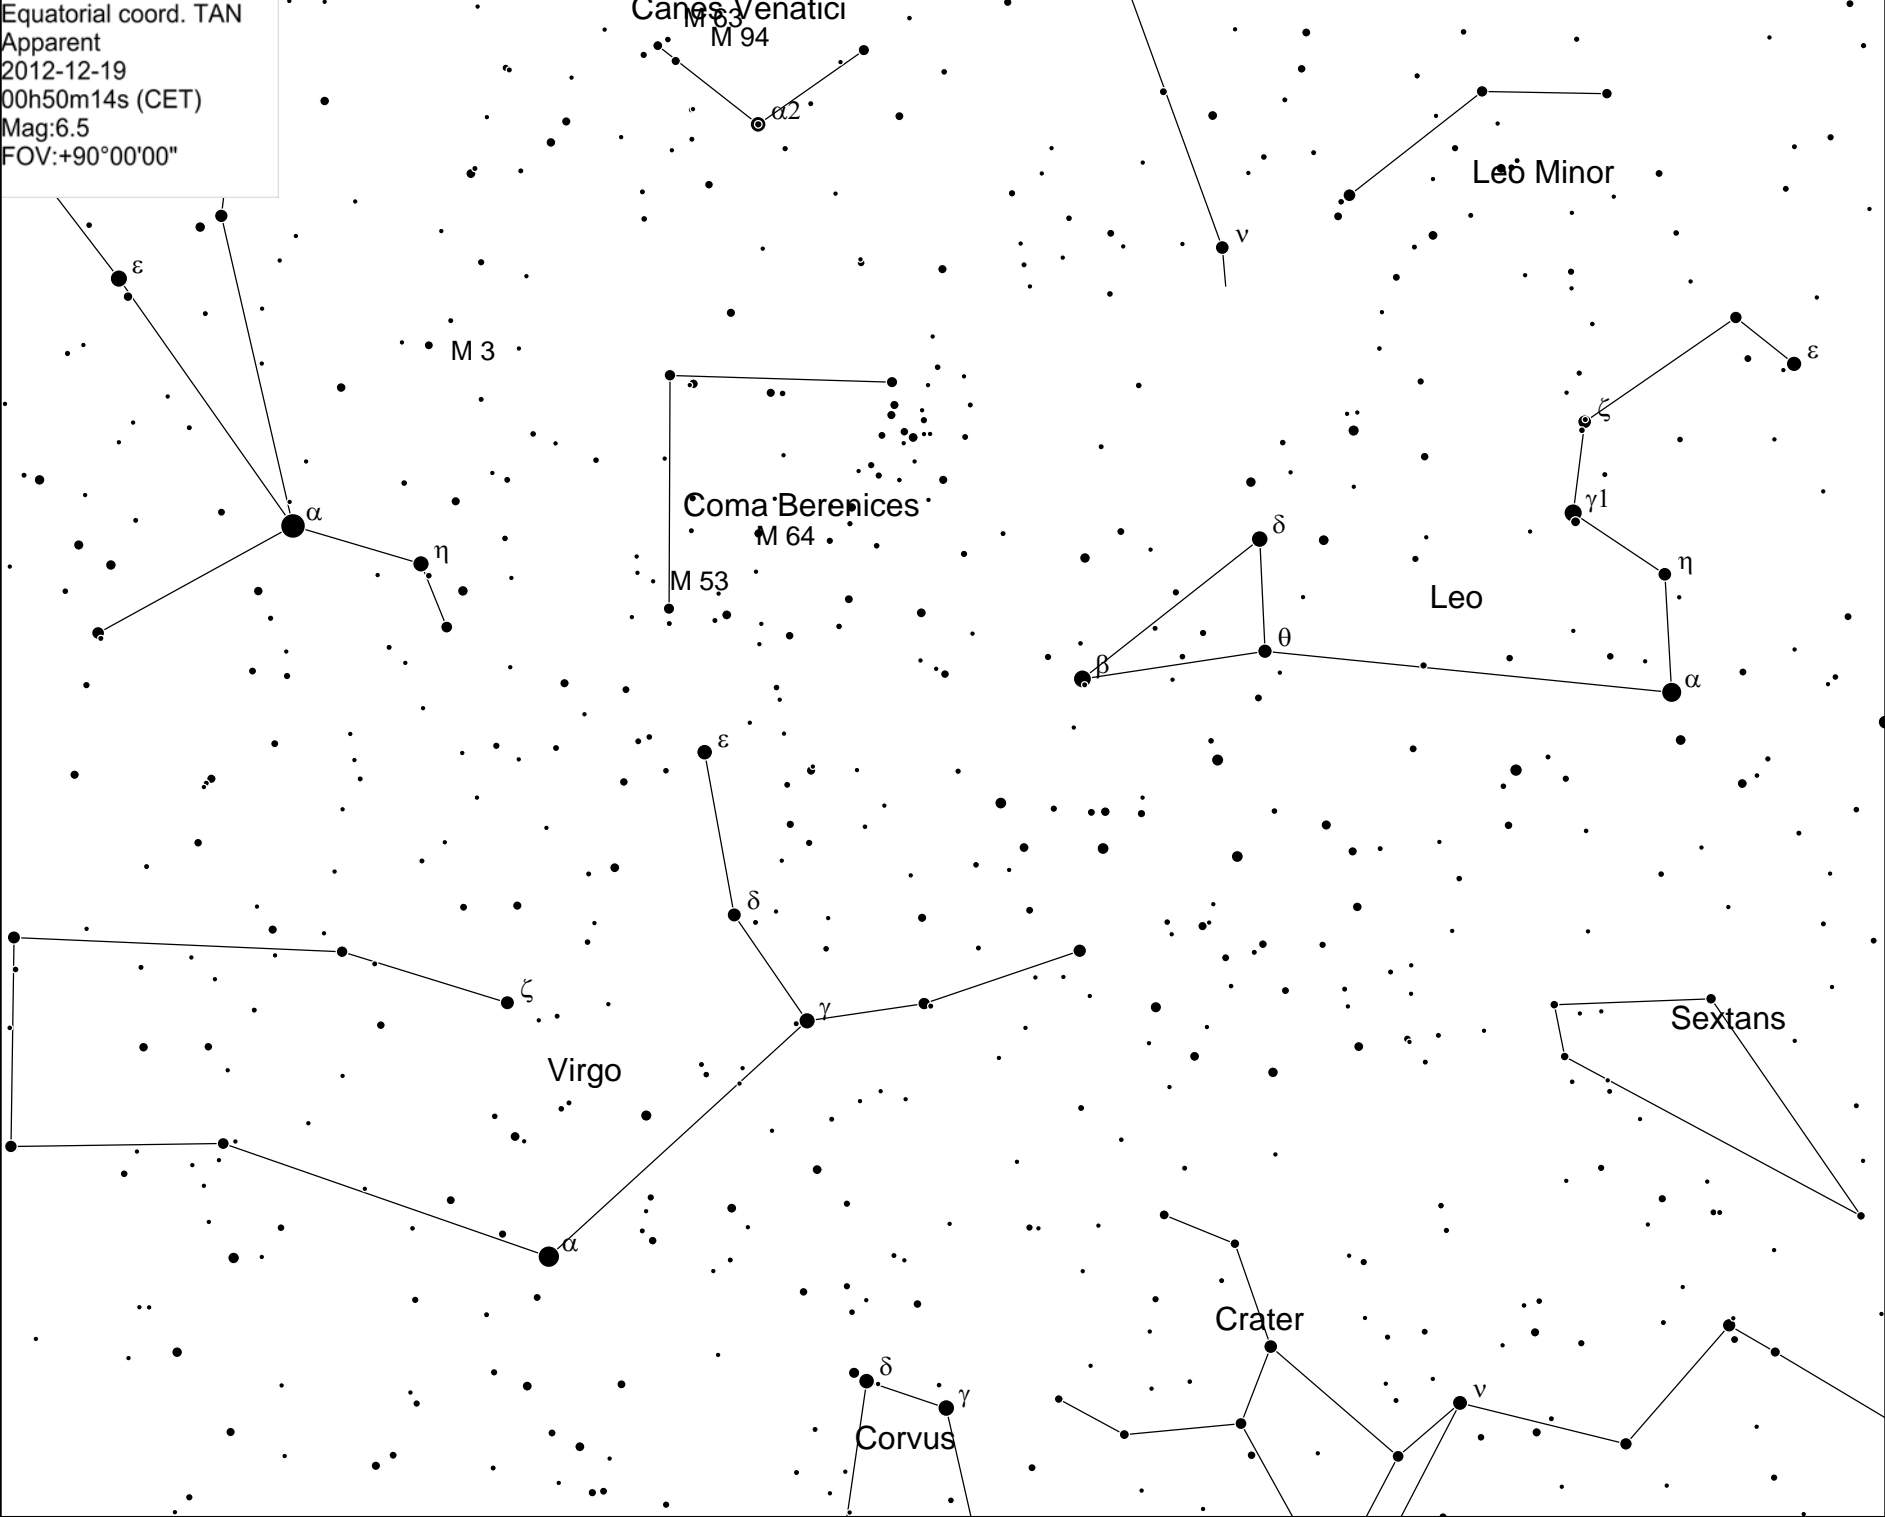 Equatorial coord. TAN
Apparent
2012-12-19
00h50m14s (CET)
Mag:6.5
FOV:+90°00'00"
Canes Venatici
M 63
M 94
α2
Leo Minor
ν
ε
M 3
ε
ζ
γ1
α
η
Coma Berenices
M 64
M 53
δ
η
Leo
θ
β
α
ε
δ
ζ
γ
Sextans
Virgo
α
Crater
δ
γ
ν
Corvus